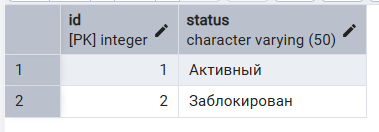 id status
[PK] integer character varying (50)
1 1 Активный
2 2 Заблокирован